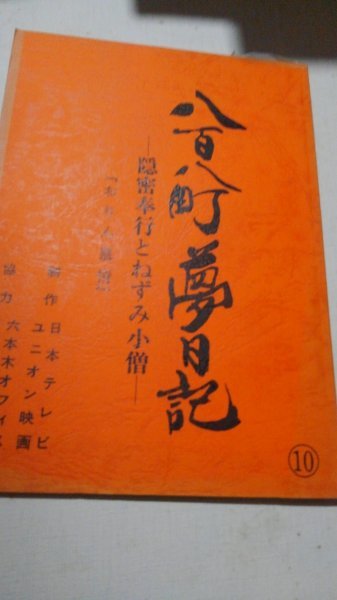 八百八町夢日記
―隠密奉行とねずみ小僧―
製作 日本テレビ
ユニオン映画
協力 六本木オフィス
⑩